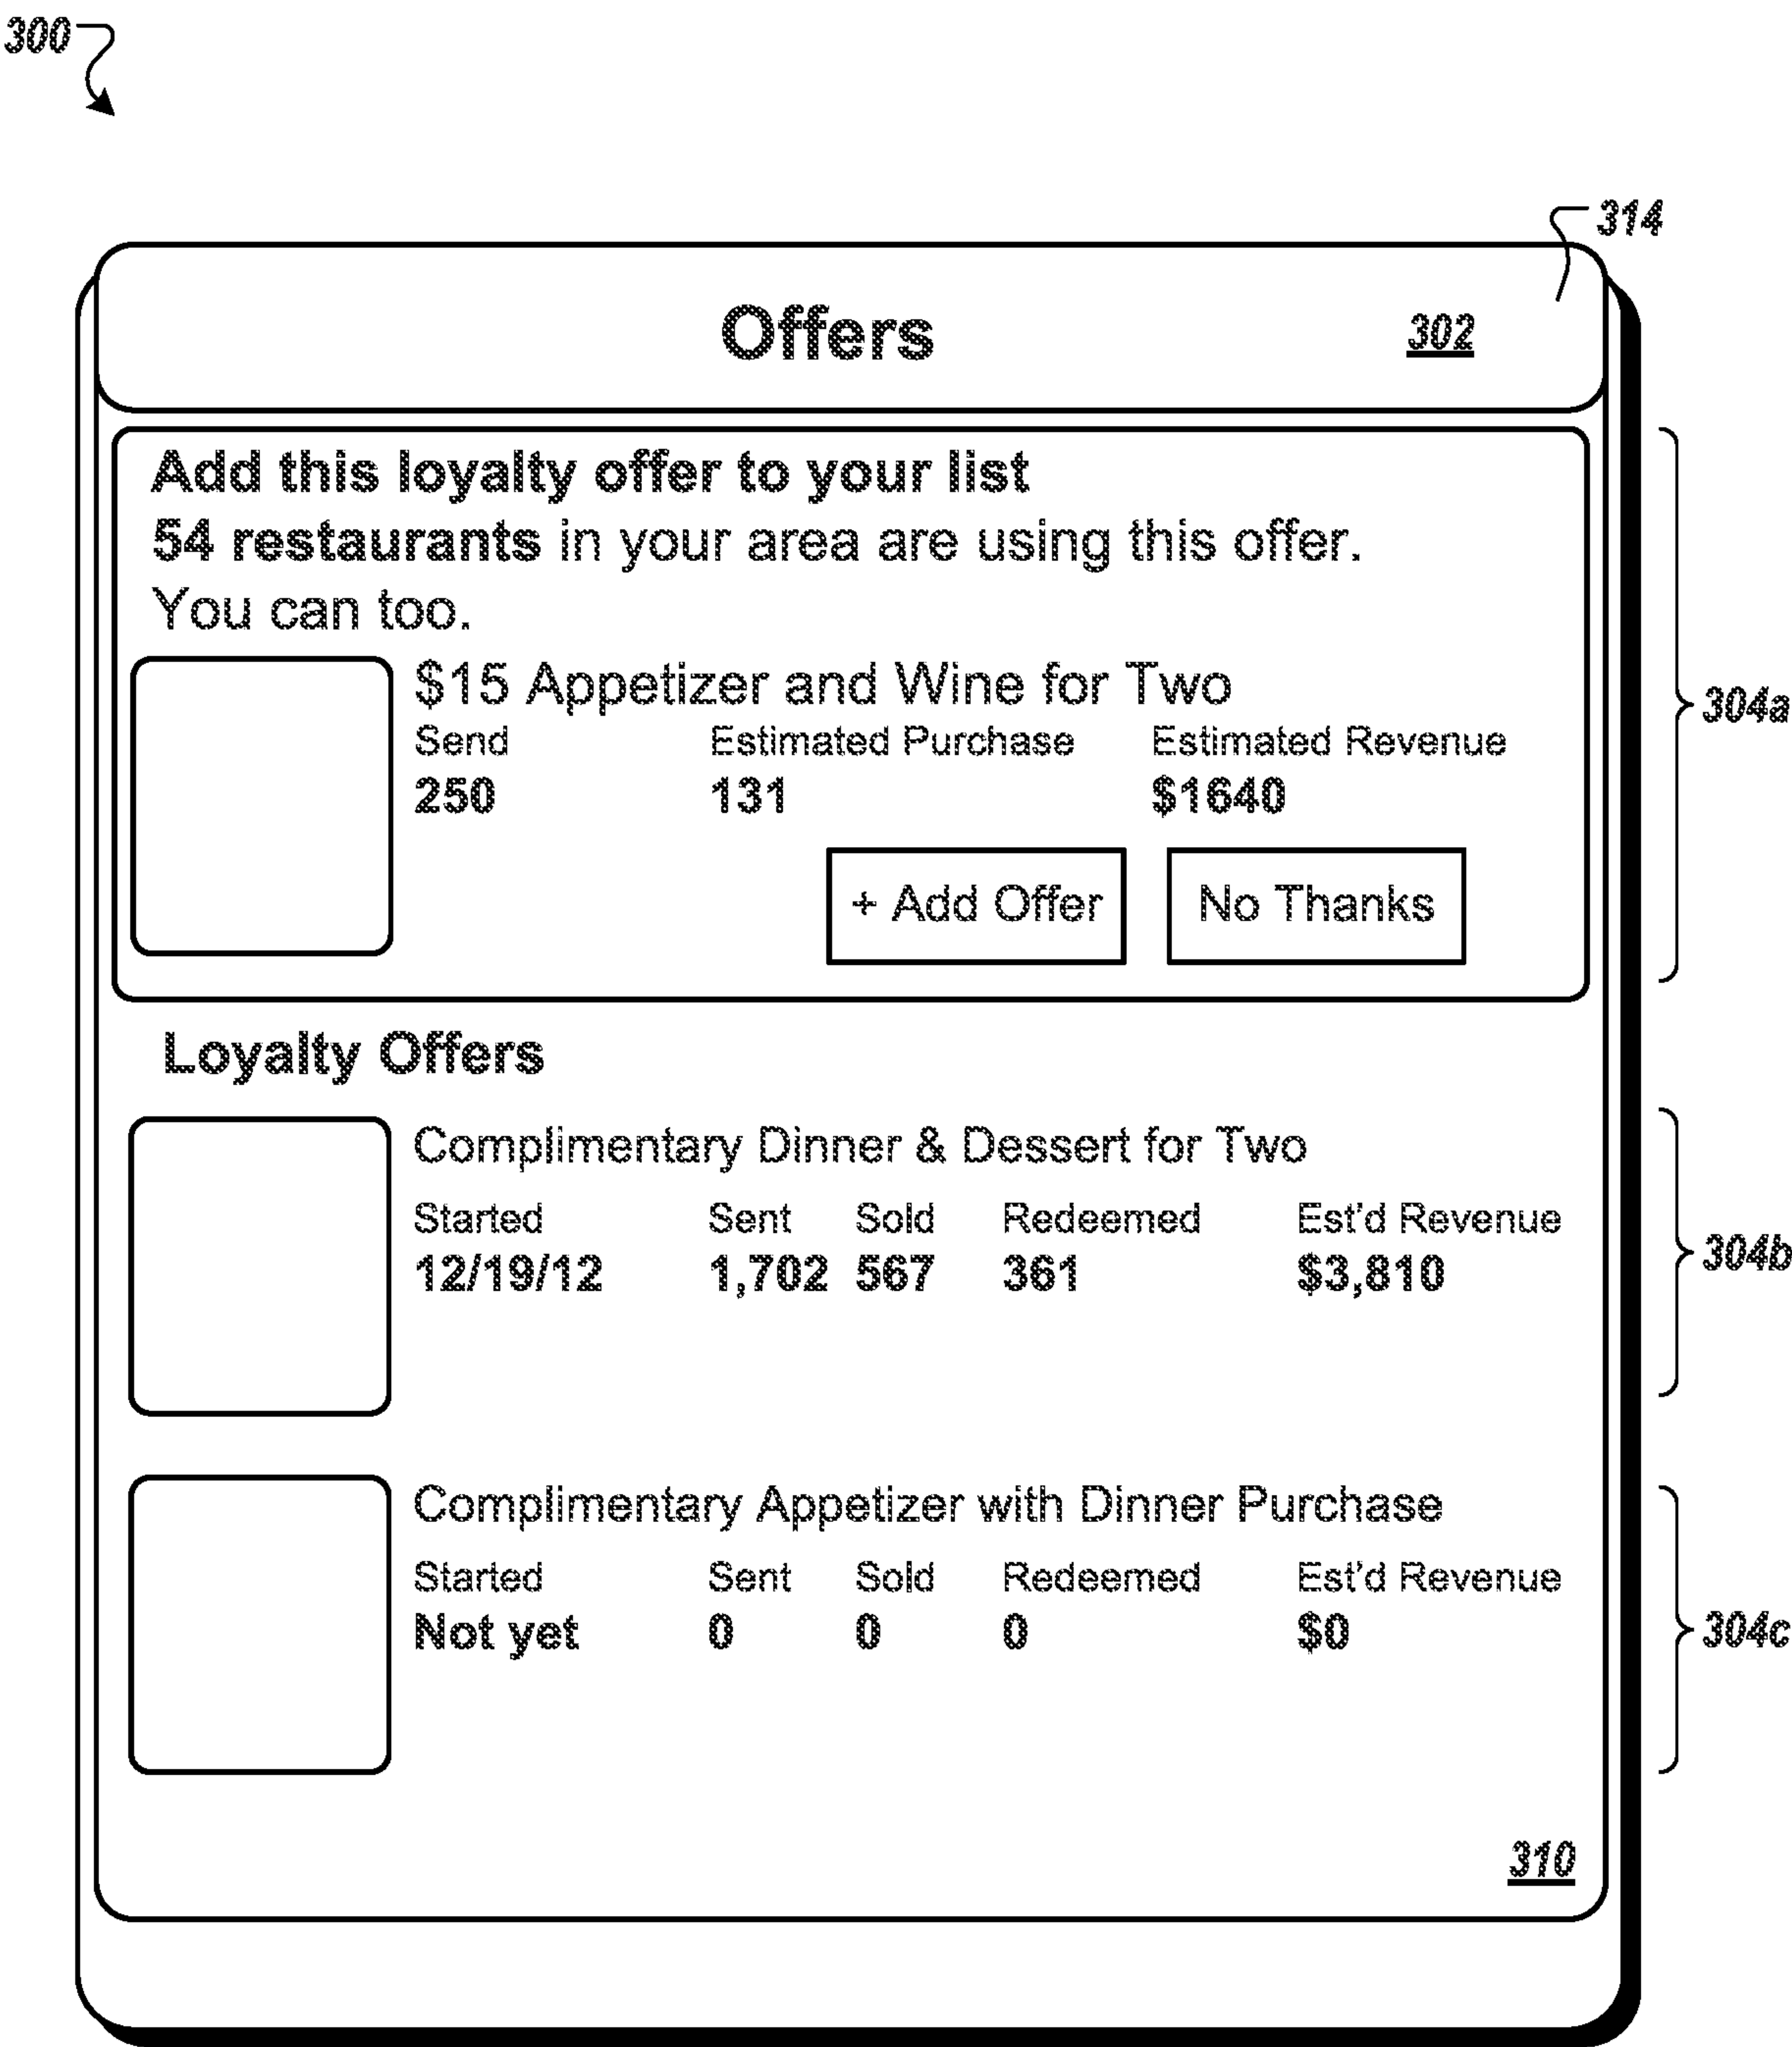 300
314
Offers
302
Add this loyalty offer to your list
54 restaurants in your area are using this offer.
You can too.
$15 Appetizer and Wine for Two
Send Estimated Purchase Estimated Revenue
250 131 $1640
+ Add Offer No Thanks
304a
Loyalty Offers
Complimentary Dinner & Dessert for Two
Started Sent Sold Redeemed Est'd Revenue
12/19/12 1,702 567 361 $3,810
304b
Complimentary Appetizer with Dinner Purchase
Started Sent Sold Redeemed Est'd Revenue
Not yet 0 0 0 $0
304c
310